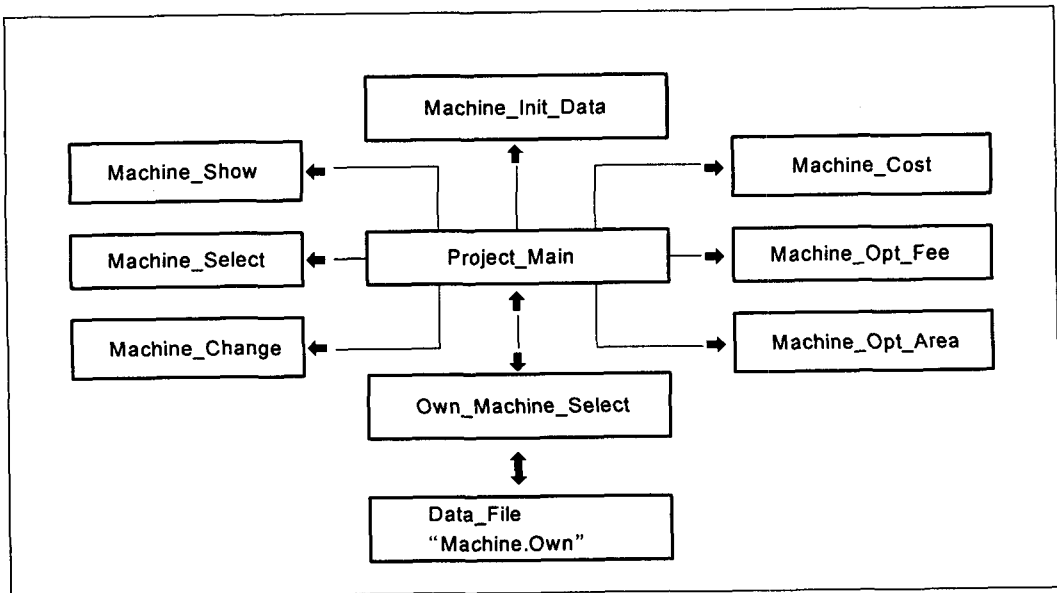 Machine_Init_Data
Machine_Show
Machine_Cost
Machine_Select
Project_Main
Machine_Opt_Fee
Machine_Change
Machine_Opt_Area
Own_Machine_Select
Data_File
“Machine.Own”